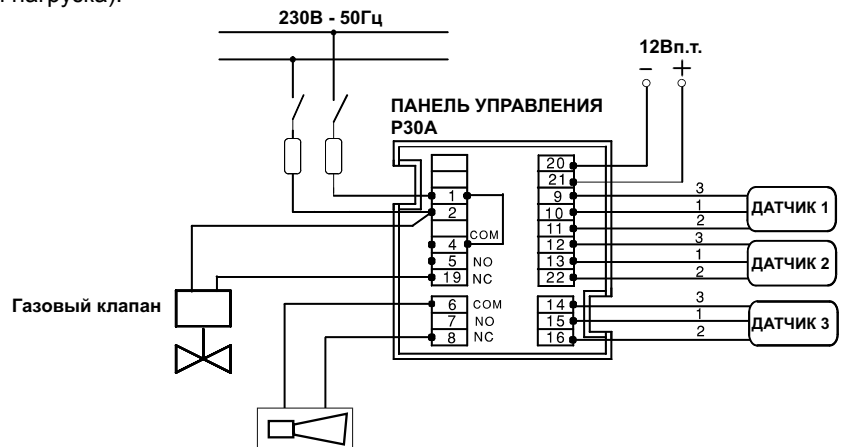 нагрузка).
230В - 50Гц
12Вп.т.
– +
ПАНЕЛЬ УПРАВЛЕНИЯ
P30A
1
2
COM
4
5 NO
19 NC
6 COM
7 NO
8 NC
20
21
9 3
10 1
11 2
ДАТЧИК 1
12 3
13 1
22 2
ДАТЧИК 2
14 3
15 1
16 2
ДАТЧИК 3
Газовый клапан